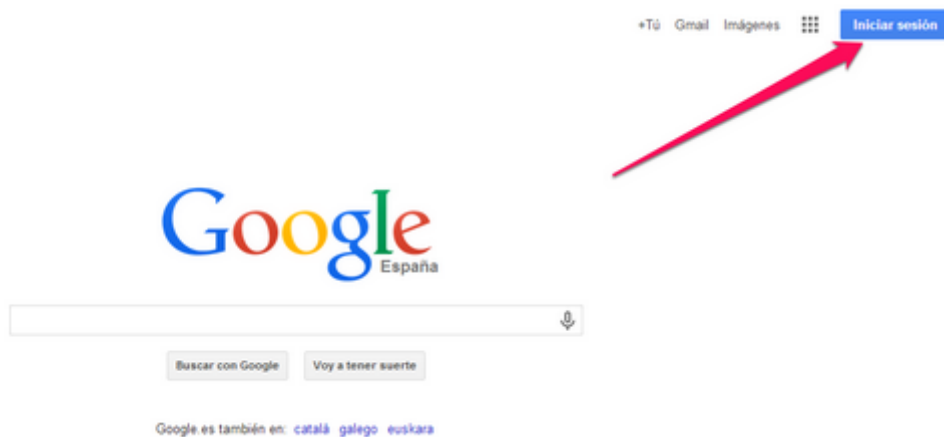 +Tú Gmail Imágenes Iniciar sesión
Google
España
Buscar con Google Voy a tener suerte
Google.es también en: català galego euskara